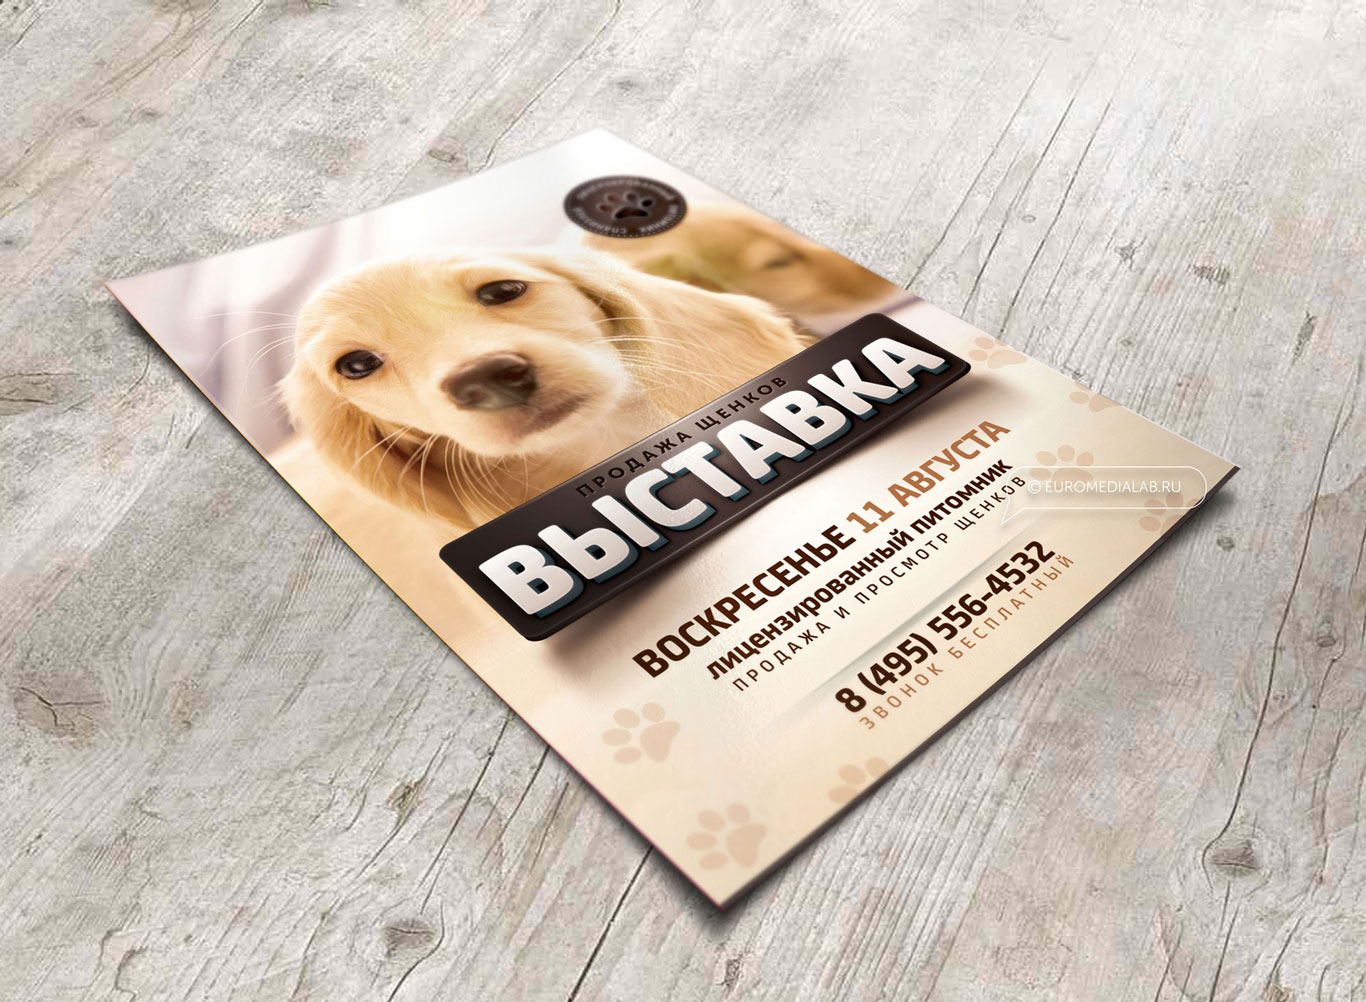 ПРОДАЖА ЩЕНКОВ
ВЫСТАВКА
ВОСКРЕСЕНЬЕ 11 АВГУСТА
лицензированный питомник
ПРОДАЖА И ПРОСМОТР ЩЕНКОВ
8 (495) 556-4532
ЗВОНОК БЕСПЛАТНЫЙ
© EUROMEDIALAB.RU